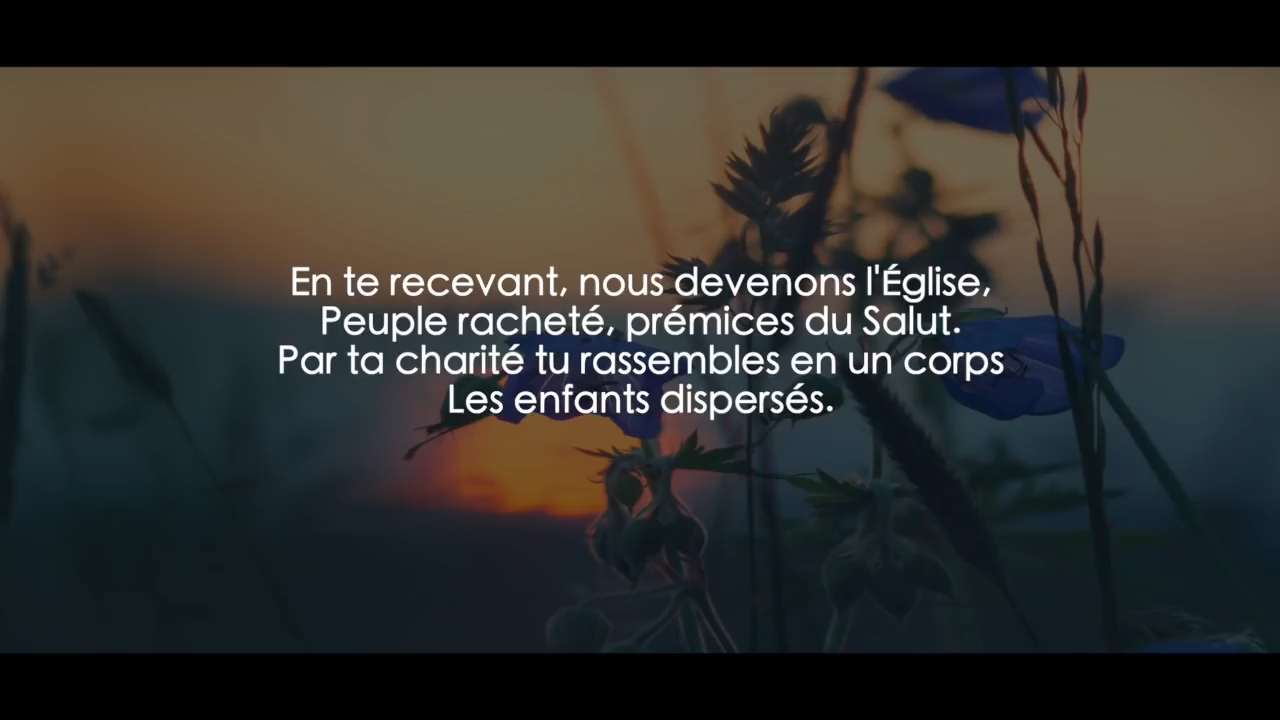 En te recevant, nous devenons l'Église,
Peuple racheté, prémices du Salut.
Par ta charité tu rassembles en un corps
Les enfants dispersés.